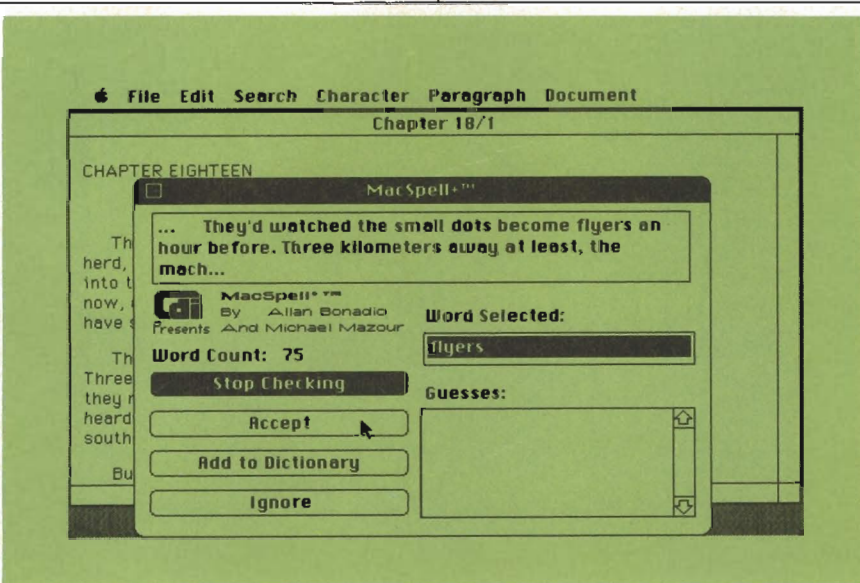 File Edit Search Character Paragraph Document
Chapter 18/1
CHAPTER EIGHTEEN
MacSpell+™
... They'd watched the small dots become flyers an
hour before. Three kilometers away at least, the
mach...
Th
herd,
into t
now,
have s
Th
Three
they r
heard
south
Bu
cdi
Presents
MacSpell+™
By Allan Bonadio
And Michael Mazour
Word Count: 75
Stop Checking
Accept
Add to Dictionary
Ignore
Word Selected:
flyers
Guesses: